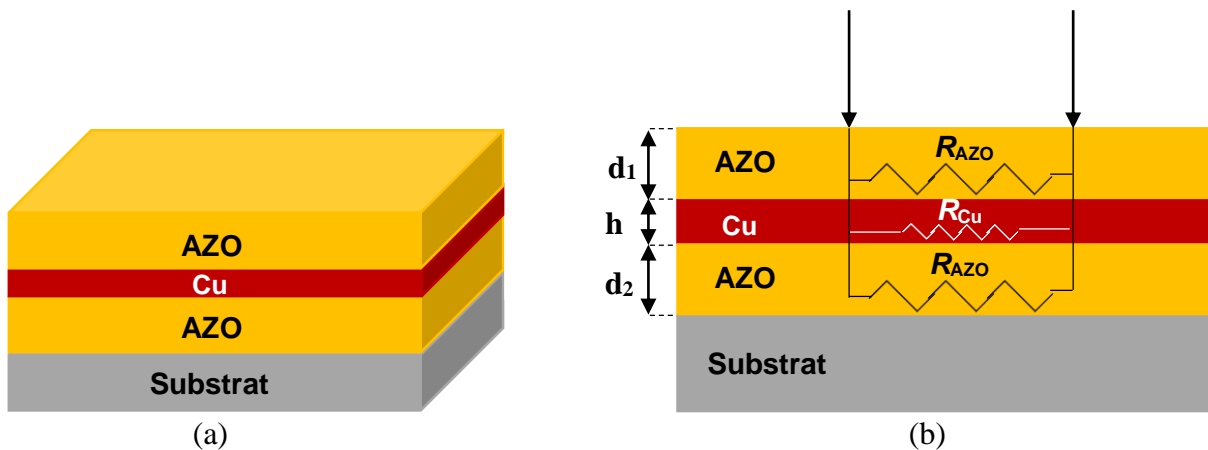 AZO
Cu
AZO
Substrat
(a)
d1
AZO
RAZO
h
Cu
RCu
d2
AZO
RAZO
Substrat
(b)